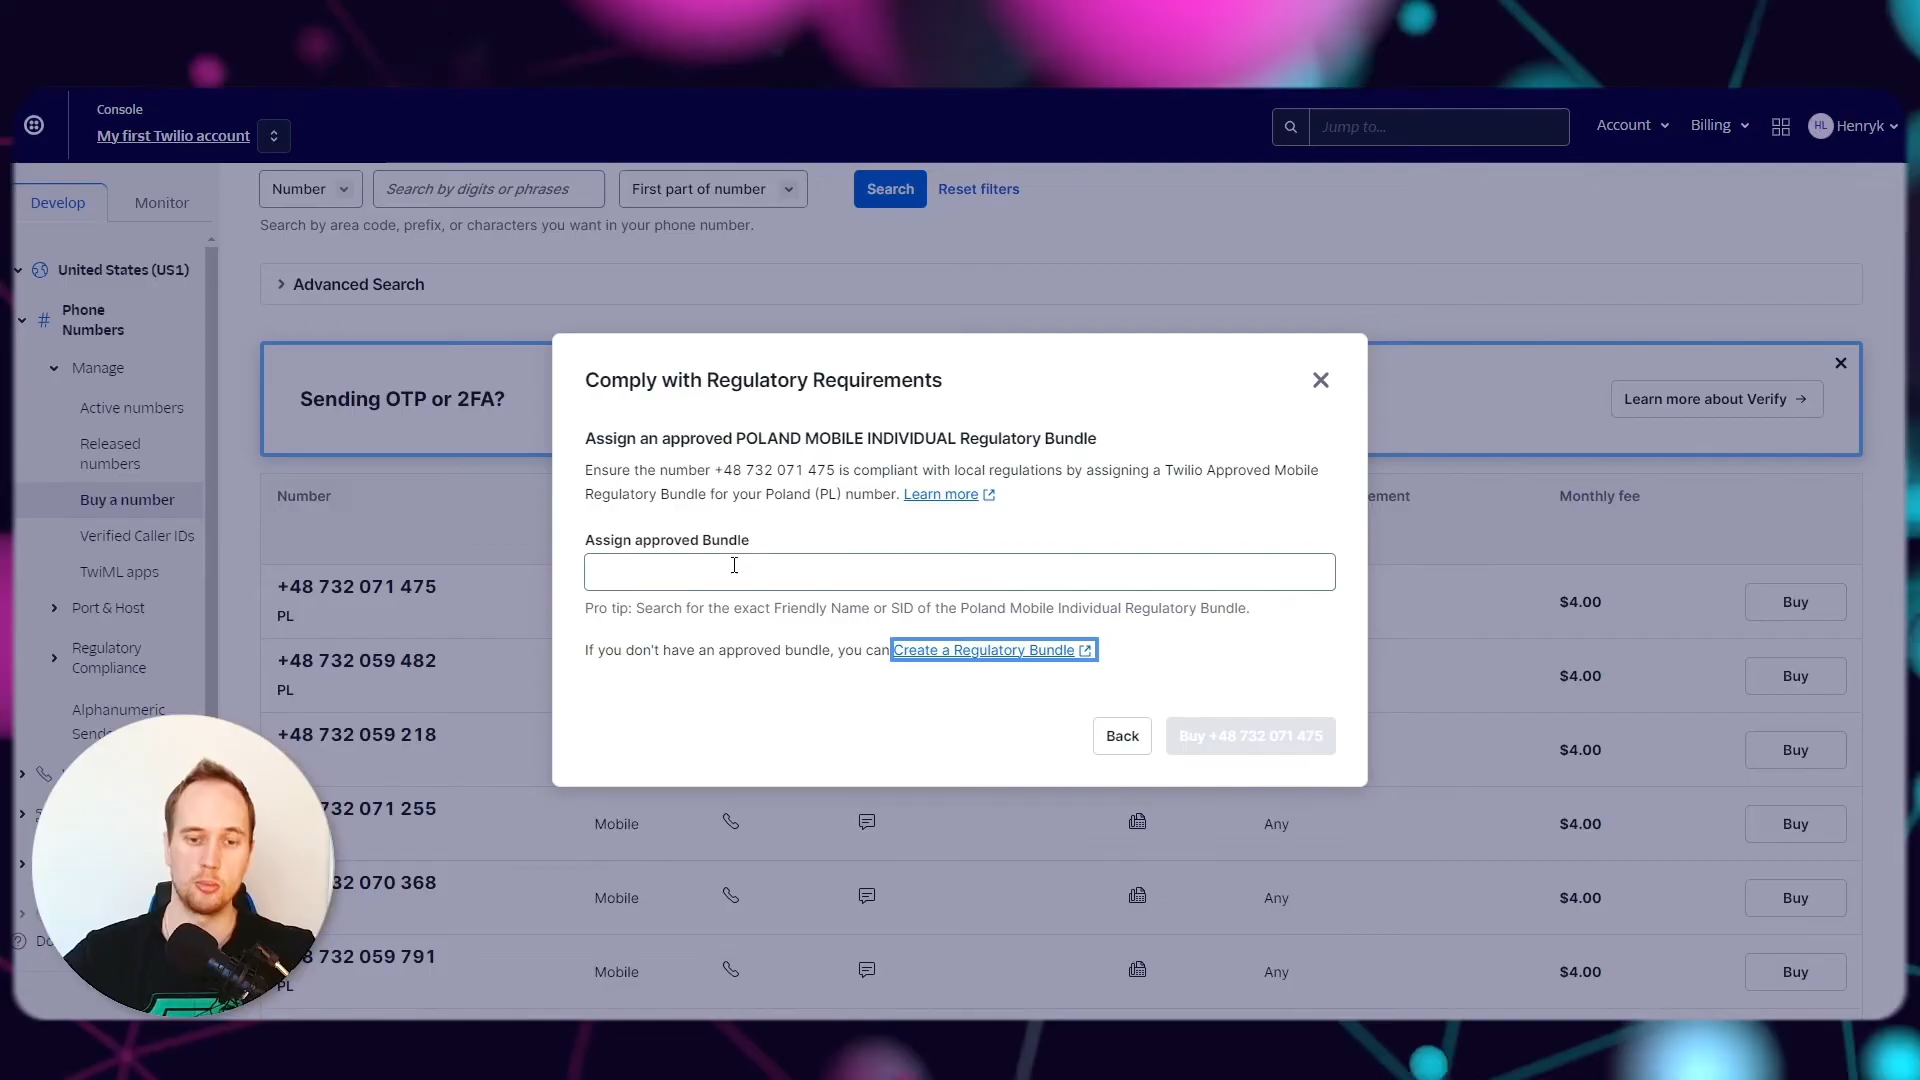 Console
My first Twilio account
Jump to...
Account
Billing
HL
Henryk
Develop
Monitor
United States (US1)
#
Phone
Numbers
Manage
Active numbers
Released
numbers
Buy a number
Verified Caller IDs
TwiML apps
Port & Host
Regulatory
Compliance
Alphanumeric
Number
Search by digits or phrases
First part of number
Search
Reset filters
Search by area code, prefix, or characters you want in your phone number.
Advanced Search
Sending OTP or 2FA?
Learn more about Verify →
Number
Monthly fee
+48 732 071 475
PL
$4.00
Buy
+48 732 059 482
PL
$4.00
Buy
+48 732 059 218
$4.00
Buy
732 071 255
Mobile
Any
$4.00
Buy
32 070 368
Mobile
Any
$4.00
Buy
8 732 059 791
PL
Mobile
Any
$4.00
Buy
Comply with Regulatory Requirements
Assign an approved POLAND MOBILE INDIVIDUAL Regulatory Bundle
Ensure the number +48 732 071 475 is compliant with local regulations by assigning a Twilio Approved Mobile
Regulatory Bundle for your Poland (PL) number. Learn more
Assign approved Bundle
Pro tip: Search for the exact Friendly Name or SID of the Poland Mobile Individual Regulatory Bundle.
If you don't have an approved bundle, you can Create a Regulatory Bundle
Back
Buy +48 732 071 475